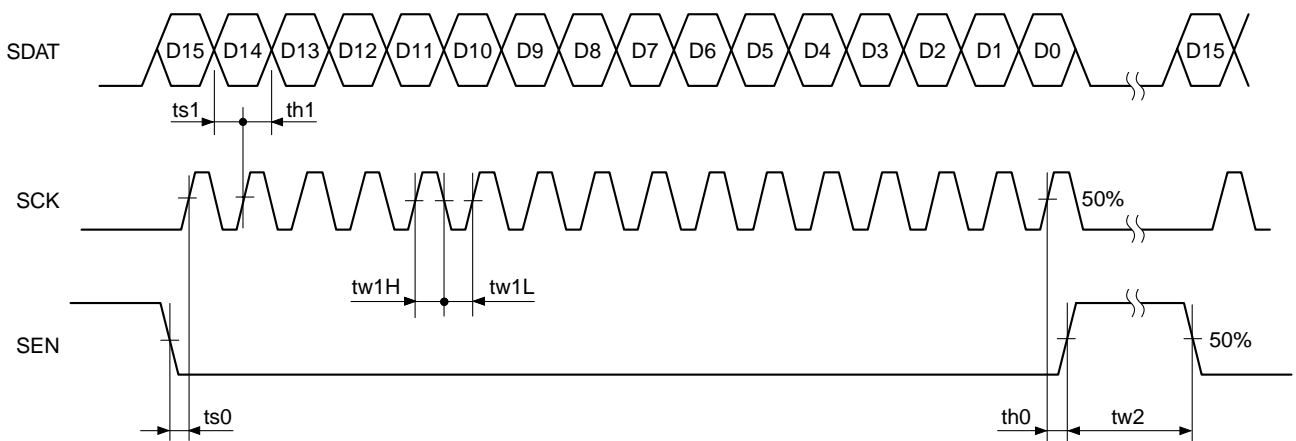 SDAT D15 D14 D13 D12 D11 D10 D9 D8 D7 D6 D5 D4 D3 D2 D1 D0 D15
ts1 th1
SCK 50%
tw1H tw1L
SEN 50%
ts0 th0 tw2